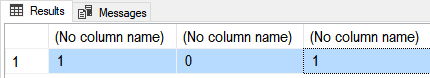 Results Messages
(No column name) (No column name) (No column name)
1 1 0 1